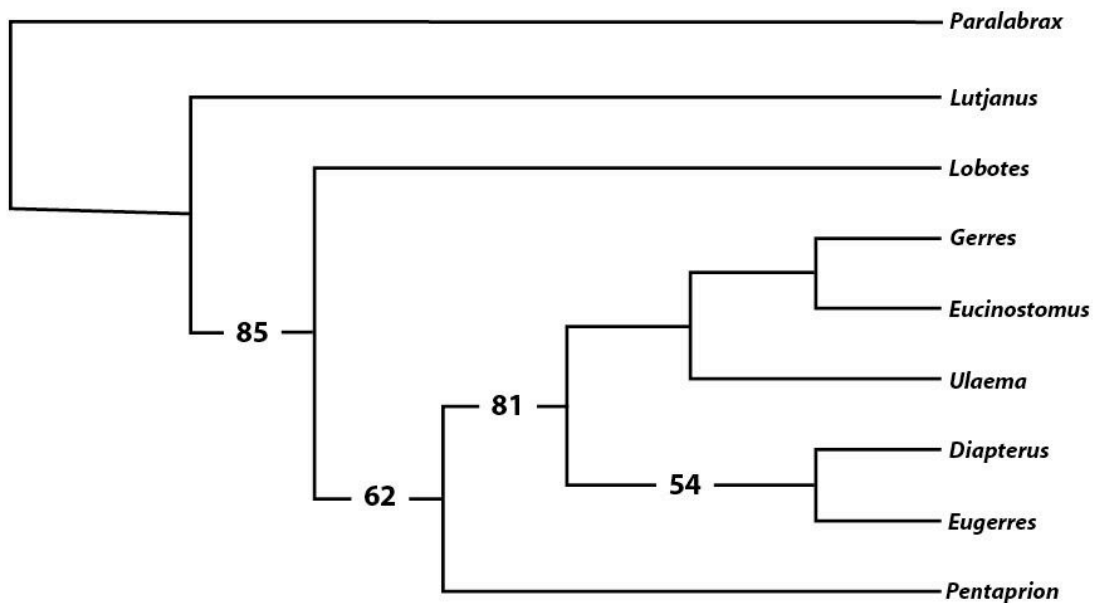 Paralabrax
Lutjanus
Lobotes
Gerres
Eucinostomus
85
Ulaema
81
Diapterus
62
54
Eugerres
Pentaprion